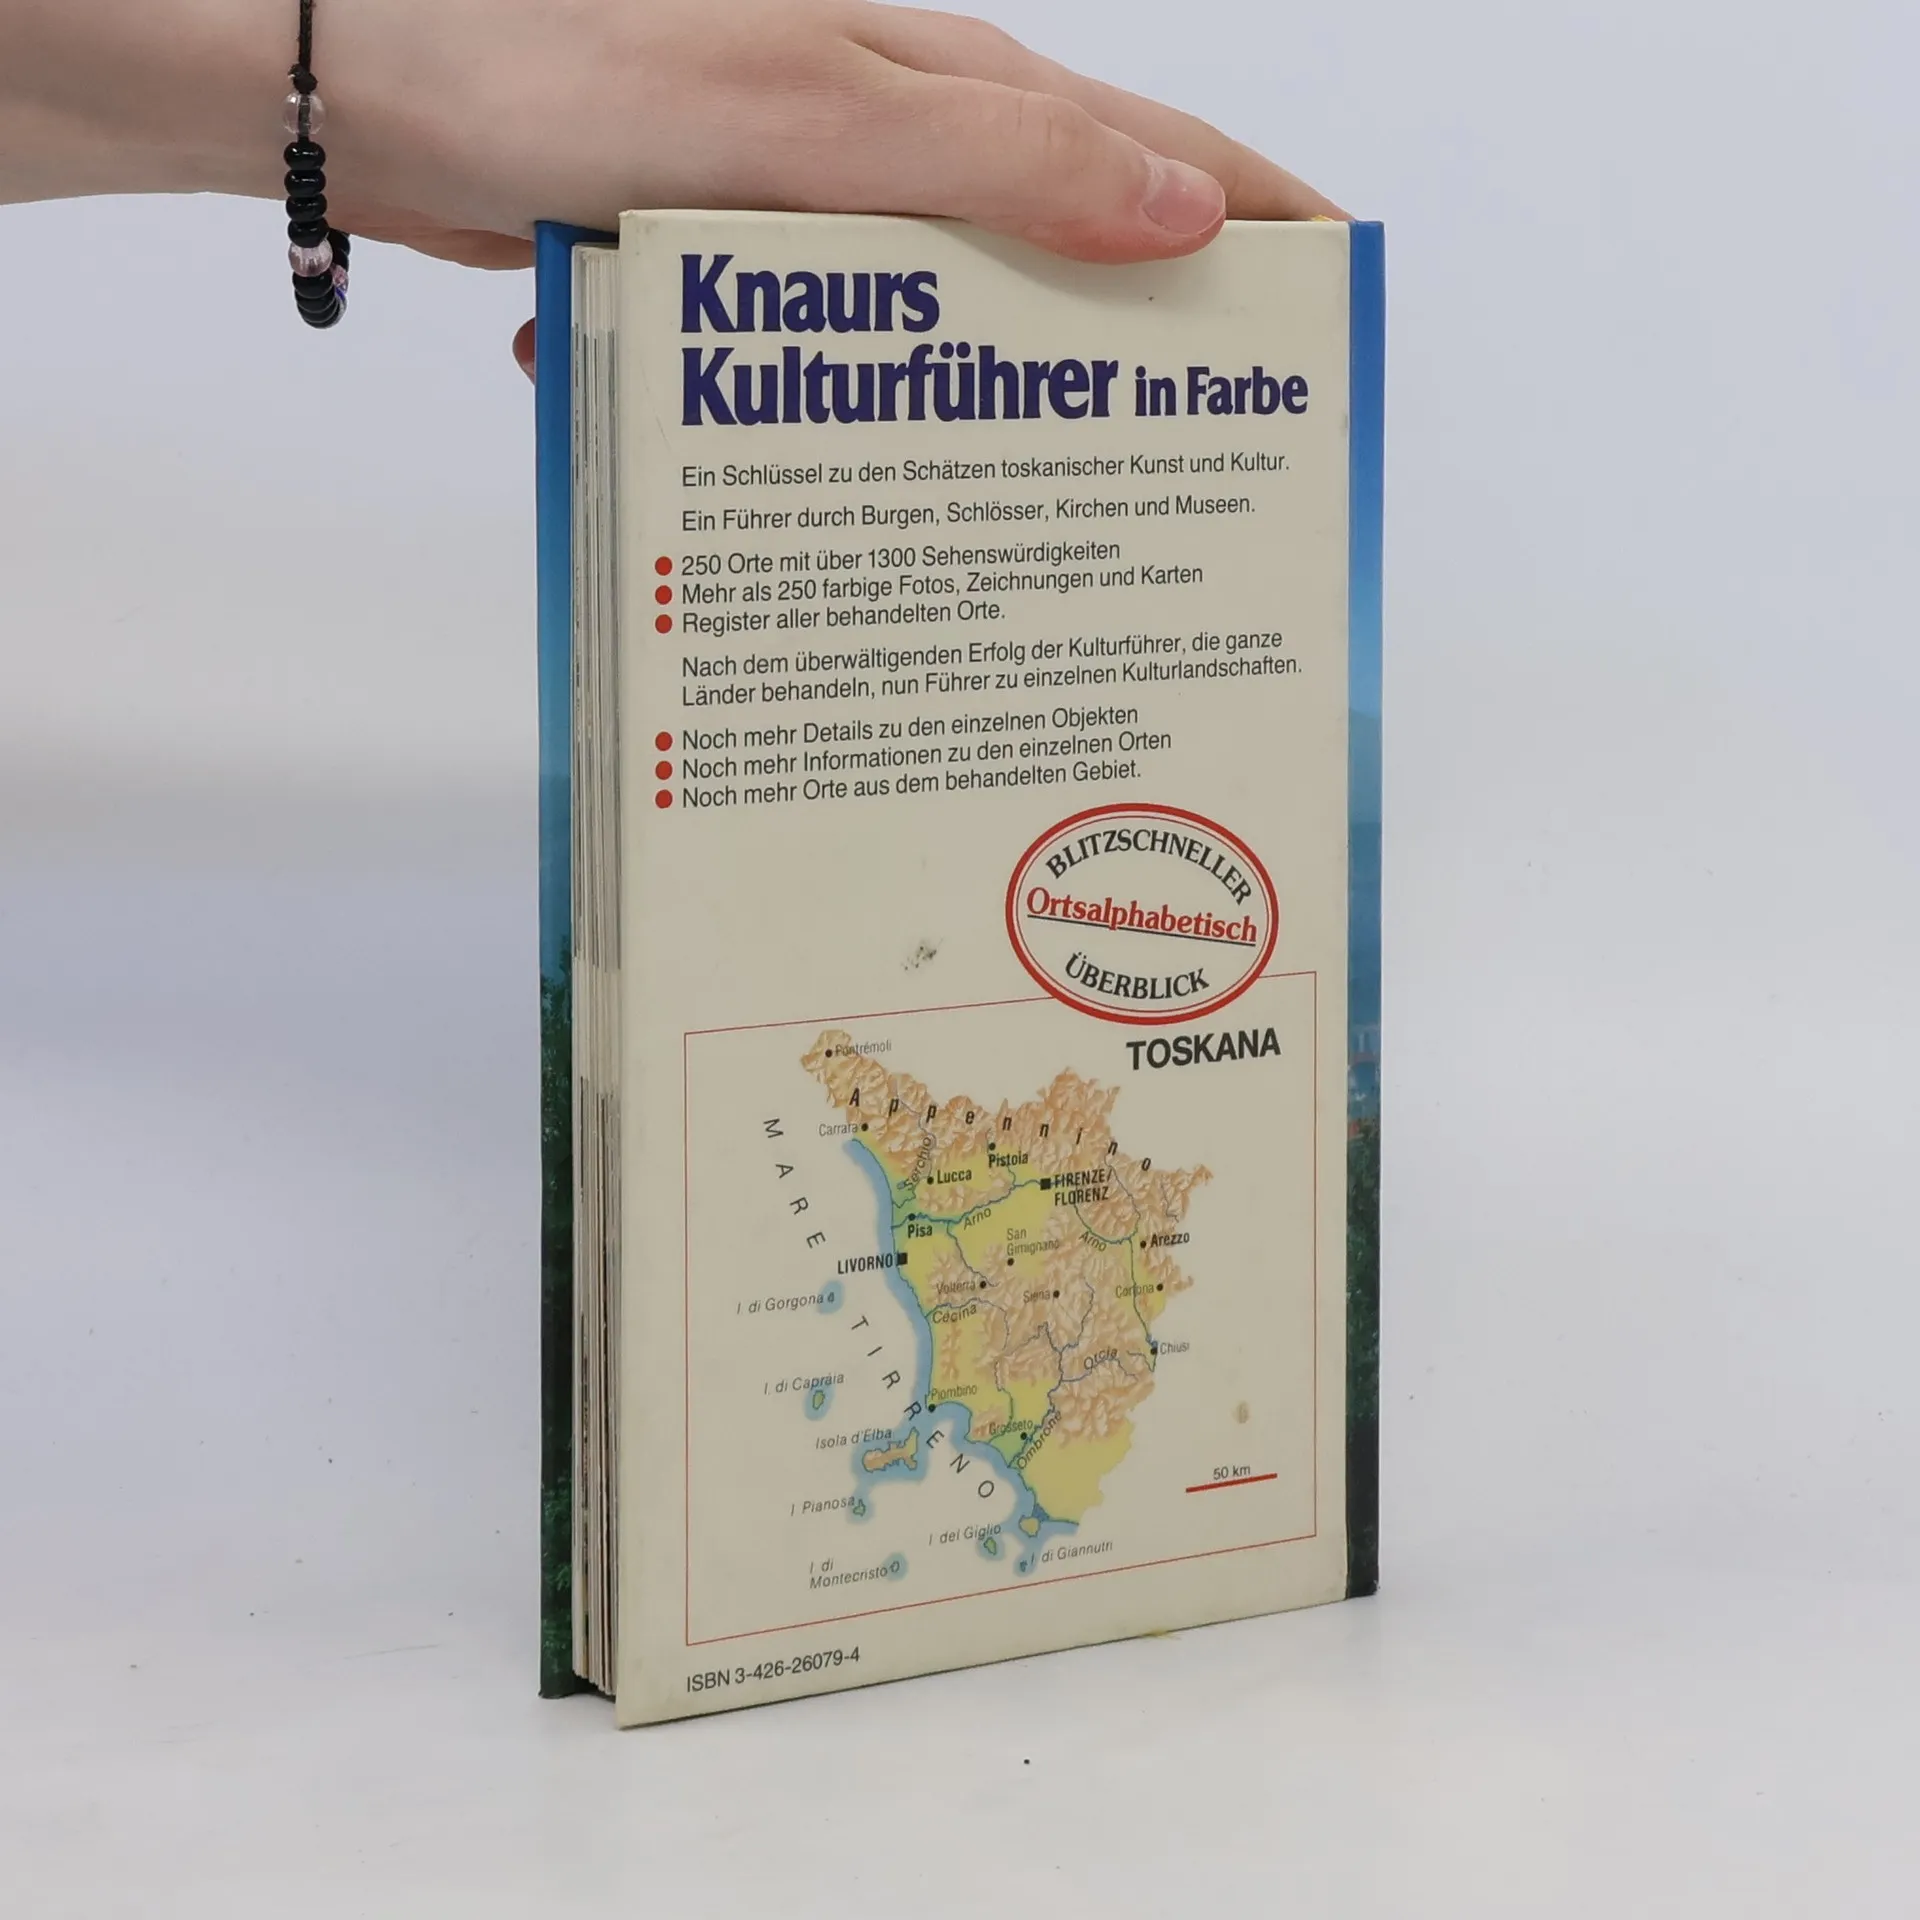 Knaurs
Kulturführer in Farbe
Ein Schlüssel zu den Schätzen toskanischer Kunst und Kultur.
Ein Führer durch Burgen, Schlösser, Kirchen und Museen.
250 Orte mit über 1300 Sehenswürdigkeiten
Mehr als 250 farbige Fotos, Zeichnungen und Karten
Register aller behandelten Orte.
Nach dem überwältigenden Erfolg der Kulturführer, die ganze
Länder behandeln, nun Führer zu einzelnen Kulturlandschaften.
Noch mehr Details zu den einzelnen Objekten
Noch mehr Informationen zu den einzelnen Orten
Noch mehr Orte aus dem behandelten Gebiet.
BLITZSCHNELLER
Ortsalphabetisch
ÜBERBLICK
TOSKANA
Pontrémoli
Appennino
Carrara
Serchio
Pistoia
Lucca
FIRENZE/
FLORENZ
MARE TIRRENO
Pisa
Arno
San
Gimignano
Arno
Arezzo
LIVORNO
Volterra
Siena
Cortona
I di Gorgona
Cecina
Chiusi
Orcia
I. di Capráia
Piombino
Grosseto
Ombrone
Isola d'Elba
50 km
I Pianosa
I del Giglio
I di Giannutri
I di
Montecristo
ISBN 3-426-26079-4